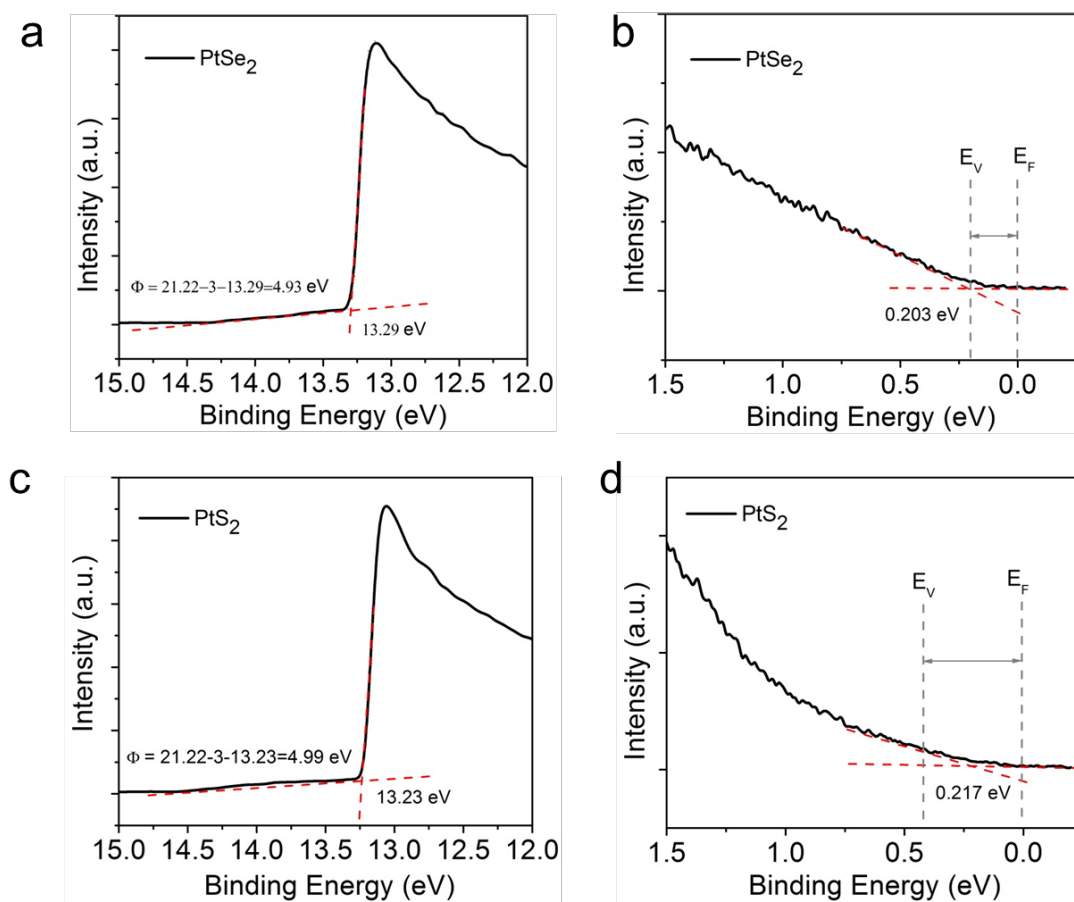 a
PtSe₂
Φ = 21.22–3–13.29=4.93 eV
13.29 eV
Intensity (a.u.)
15.0 14.5 14.0 13.5 13.0 12.5 12.0
Binding Energy (eV)
b
PtSe₂
E_V E_F
0.203 eV
Intensity (a.u.)
1.5 1.0 0.5 0.0
Binding Energy (eV)
c
PtS₂
Φ = 21.22-3-13.23=4.99 eV
13.23 eV
Intensity (a.u.)
15.0 14.5 14.0 13.5 13.0 12.5 12.0
Binding Energy (eV)
d
PtS₂
E_V E_F
0.217 eV
Intensity (a.u.)
1.5 1.0 0.5 0.0
Binding Energy (eV)